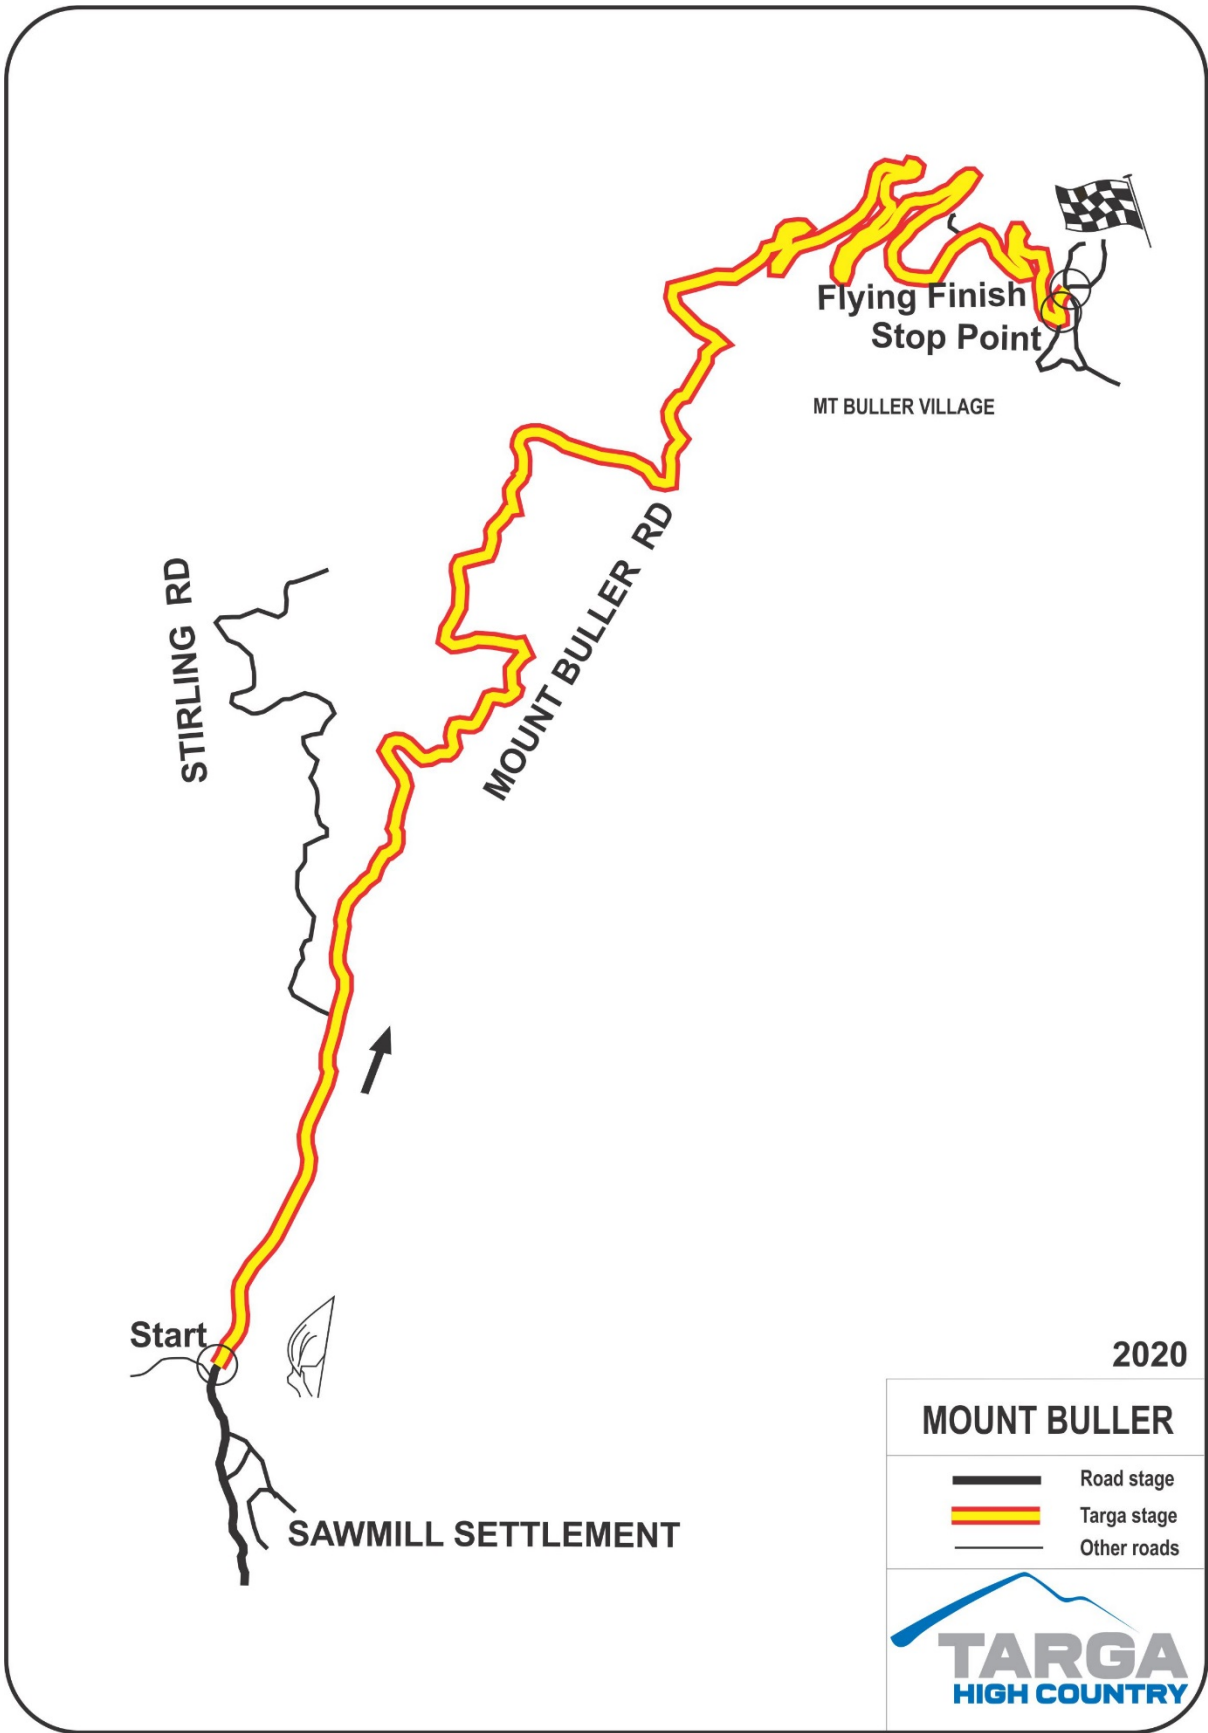 Flying Finish
Stop Point
MT BULLER VILLAGE
MOUNT BULLER RD
STIRLING RD
Start
SAWMILL SETTLEMENT
2020
MOUNT BULLER
Road stage
Targa stage
Other roads
TARGA
HIGH COUNTRY